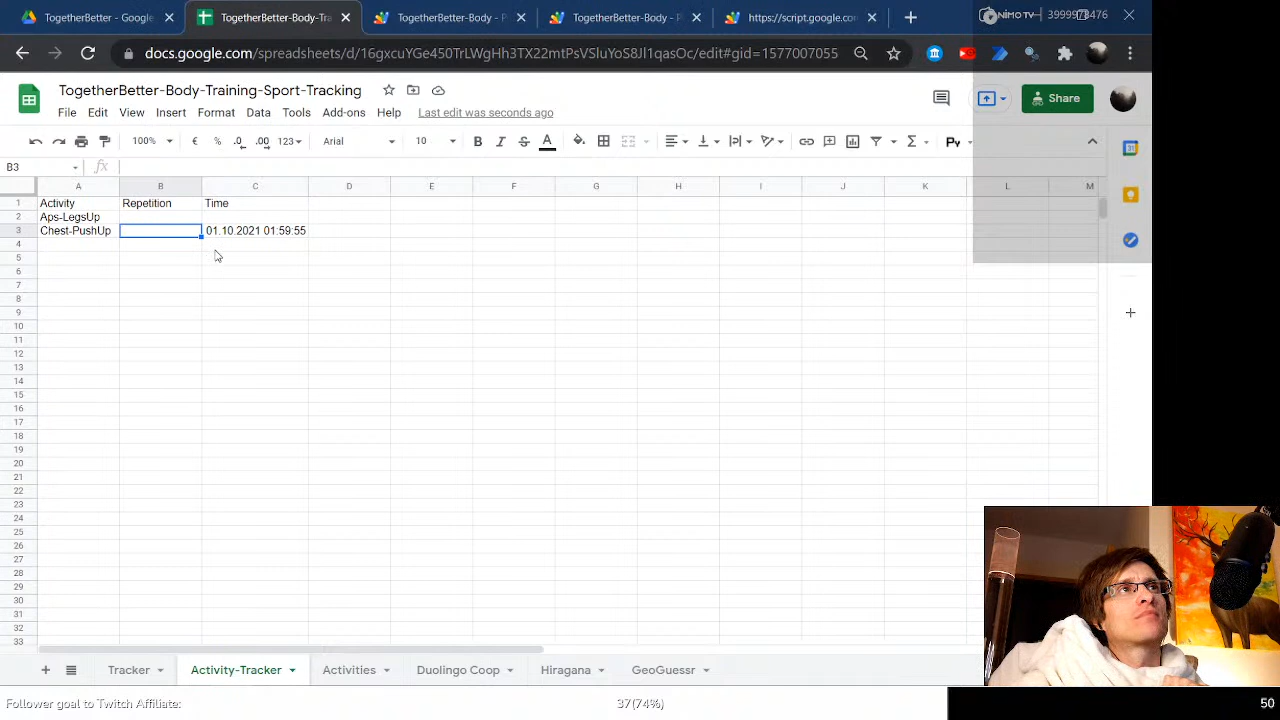 TogetherBetter - Google
TogetherBetter-Body-Tra
TogetherBetter-Body - P
TogetherBetter-Body - P
https://script.google.co
NIMO TV
docs.google.com/spreadsheets/d/16gxcuYGe450TrLWgHh3TX22mtPsVSluYoS8Jl1qasOc/edit#gid=1577007055
TogetherBetter-Body-Training-Sport-Tracking
File Edit View Insert Format Data Tools Add-ons Help Last edit was seconds ago
Share
100% € % .0 .00 123 Arial 10 B I S A Σ Py
B3 fx
A B C D E F G H I J K L M
1 Activity Repetition Time
2 Aps-LegsUp
3 Chest-PushUp 01.10.2021 01:59:55
4
5
6
7
8
9
10
11
12
13
14
15
16
17
18
19
20
21
22
23
24
25
26
27
28
29
30
31
32
33
Tracker Activity-Tracker Activities Duolingo Coop Hiragana GeoGuessr
Follower goal to Twitch Affiliate: 37(74%) 50